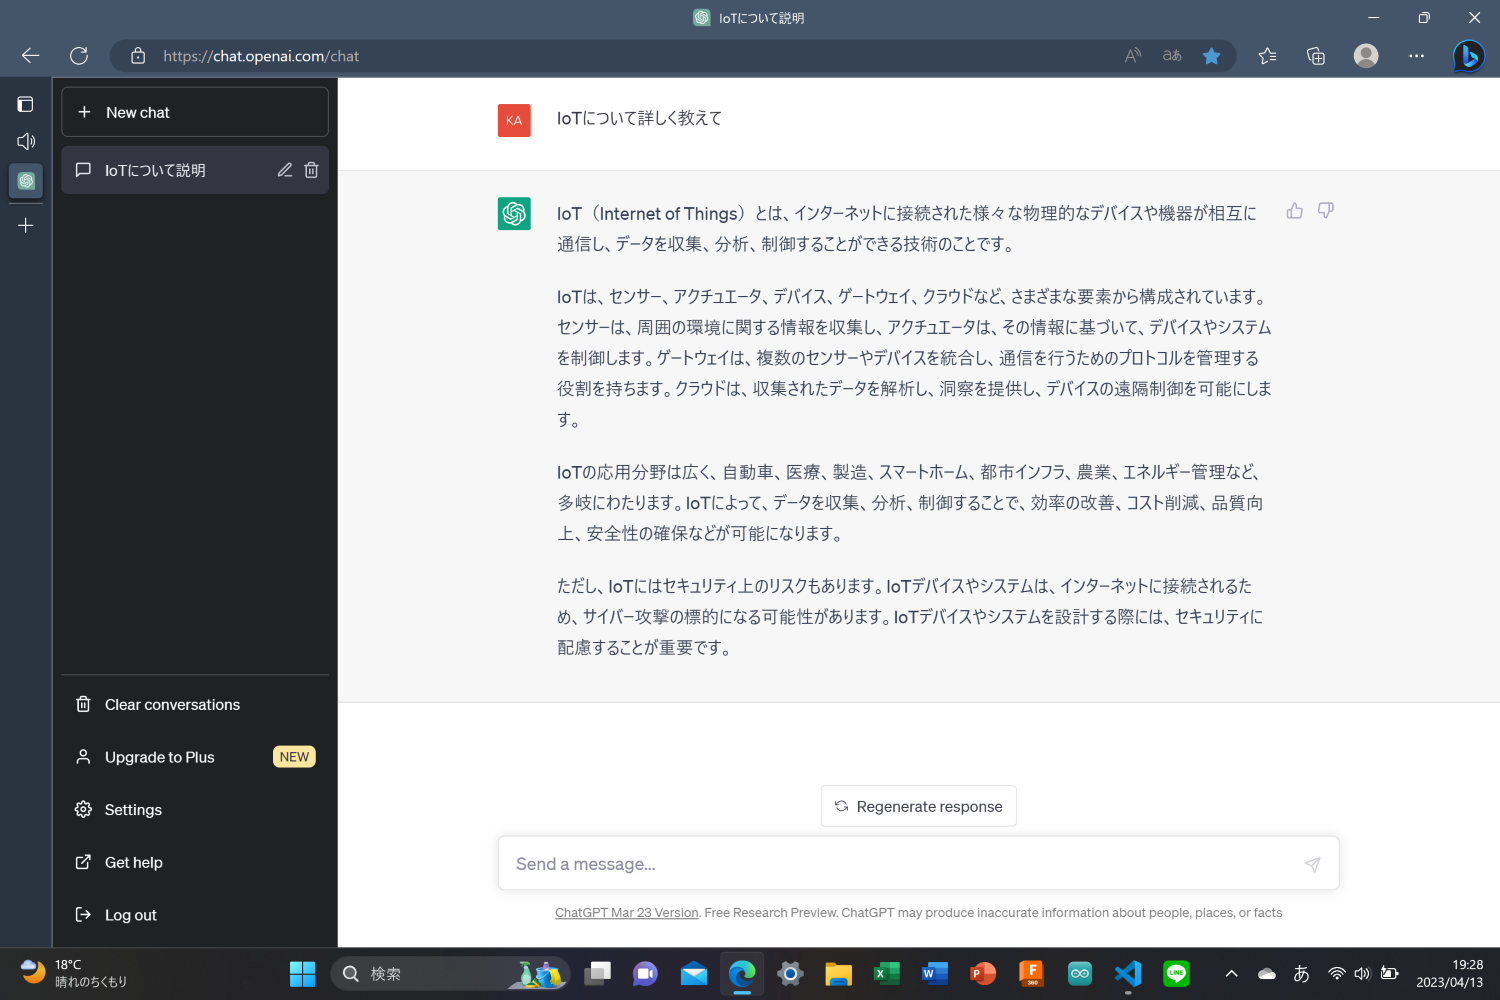 IoTについて説明
https://chat.openai.com/chat
New chat
IoTについて説明
KA
IoTについて詳しく教えて
IoT（Internet of Things）とは、インターネットに接続された様々な物理的なデバイスや機器が相互に
通信し、データを収集、分析、制御することができる技術のことです。
IoTは、センサー、アクチュエータ、デバイス、ゲートウェイ、クラウドなど、さまざまな要素から構成されています。
センサーは、周囲の環境に関する情報を収集し、アクチュエータは、その情報に基づいて、デバイスやシステム
を制御します。ゲートウェイは、複数のセンサーやデバイスを統合し、通信を行うためのプロトコルを管理する
役割を持ちます。クラウドは、収集されたデータを解析し、洞察を提供し、デバイスの遠隔制御を可能にしま
す。
IoTの応用分野は広く、自動車、医療、製造、スマートホーム、都市インフラ、農業、エネルギー管理など、
多岐にわたります。IoTによって、データを収集、分析、制御することで、効率の改善、コスト削減、品質向
上、安全性の確保などが可能になります。
ただし、IoTにはセキュリティ上のリスクもあります。IoTデバイスやシステムは、インターネットに接続されるた
め、サイバー攻撃の標的になる可能性があります。IoTデバイスやシステムを設計する際には、セキュリティに
配慮することが重要です。
Clear conversations
Upgrade to Plus NEW
Settings
Get help
Log out
Regenerate response
Send a message...
ChatGPT Mar 23 Version. Free Research Preview. ChatGPT may produce inaccurate information about people, places, or facts
18°C
晴れのちくもり
検索
あ
19:28
2023/04/13